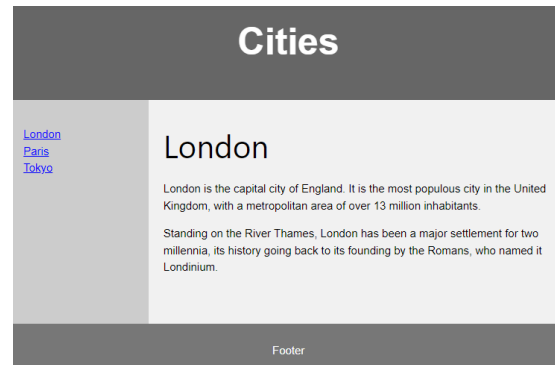 Cities
London
Paris
Tokyo
London
London is the capital city of England. It is the most populous city in the United
Kingdom, with a metropolitan area of over 13 million inhabitants.
Standing on the River Thames, London has been a major settlement for two
millennia, its history going back to its founding by the Romans, who named it
Londinium.
Footer